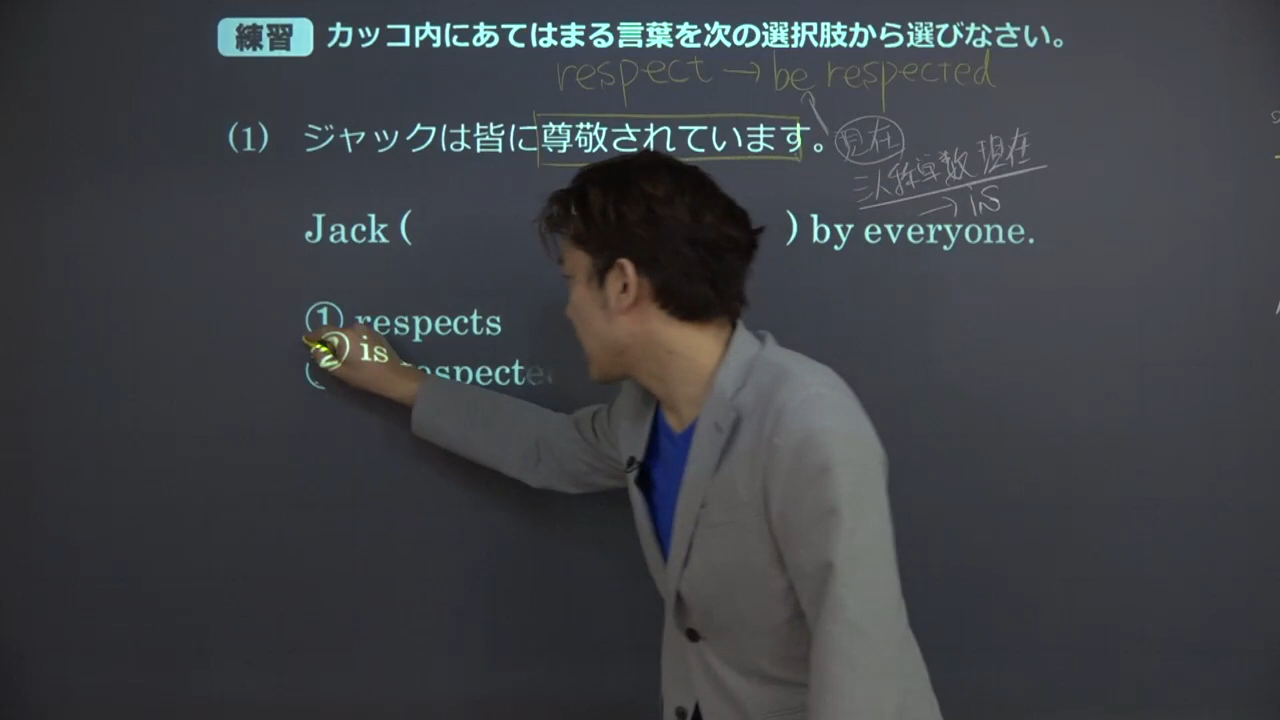 練習 カッコ内にあてはまる言葉を次の選択肢から選びなさい。
respect → be respected
(1) ジャックは皆に尊敬されています。 現在
三人称単数現在
→ is
Jack ( ) by everyone.
① respects
② is
respected